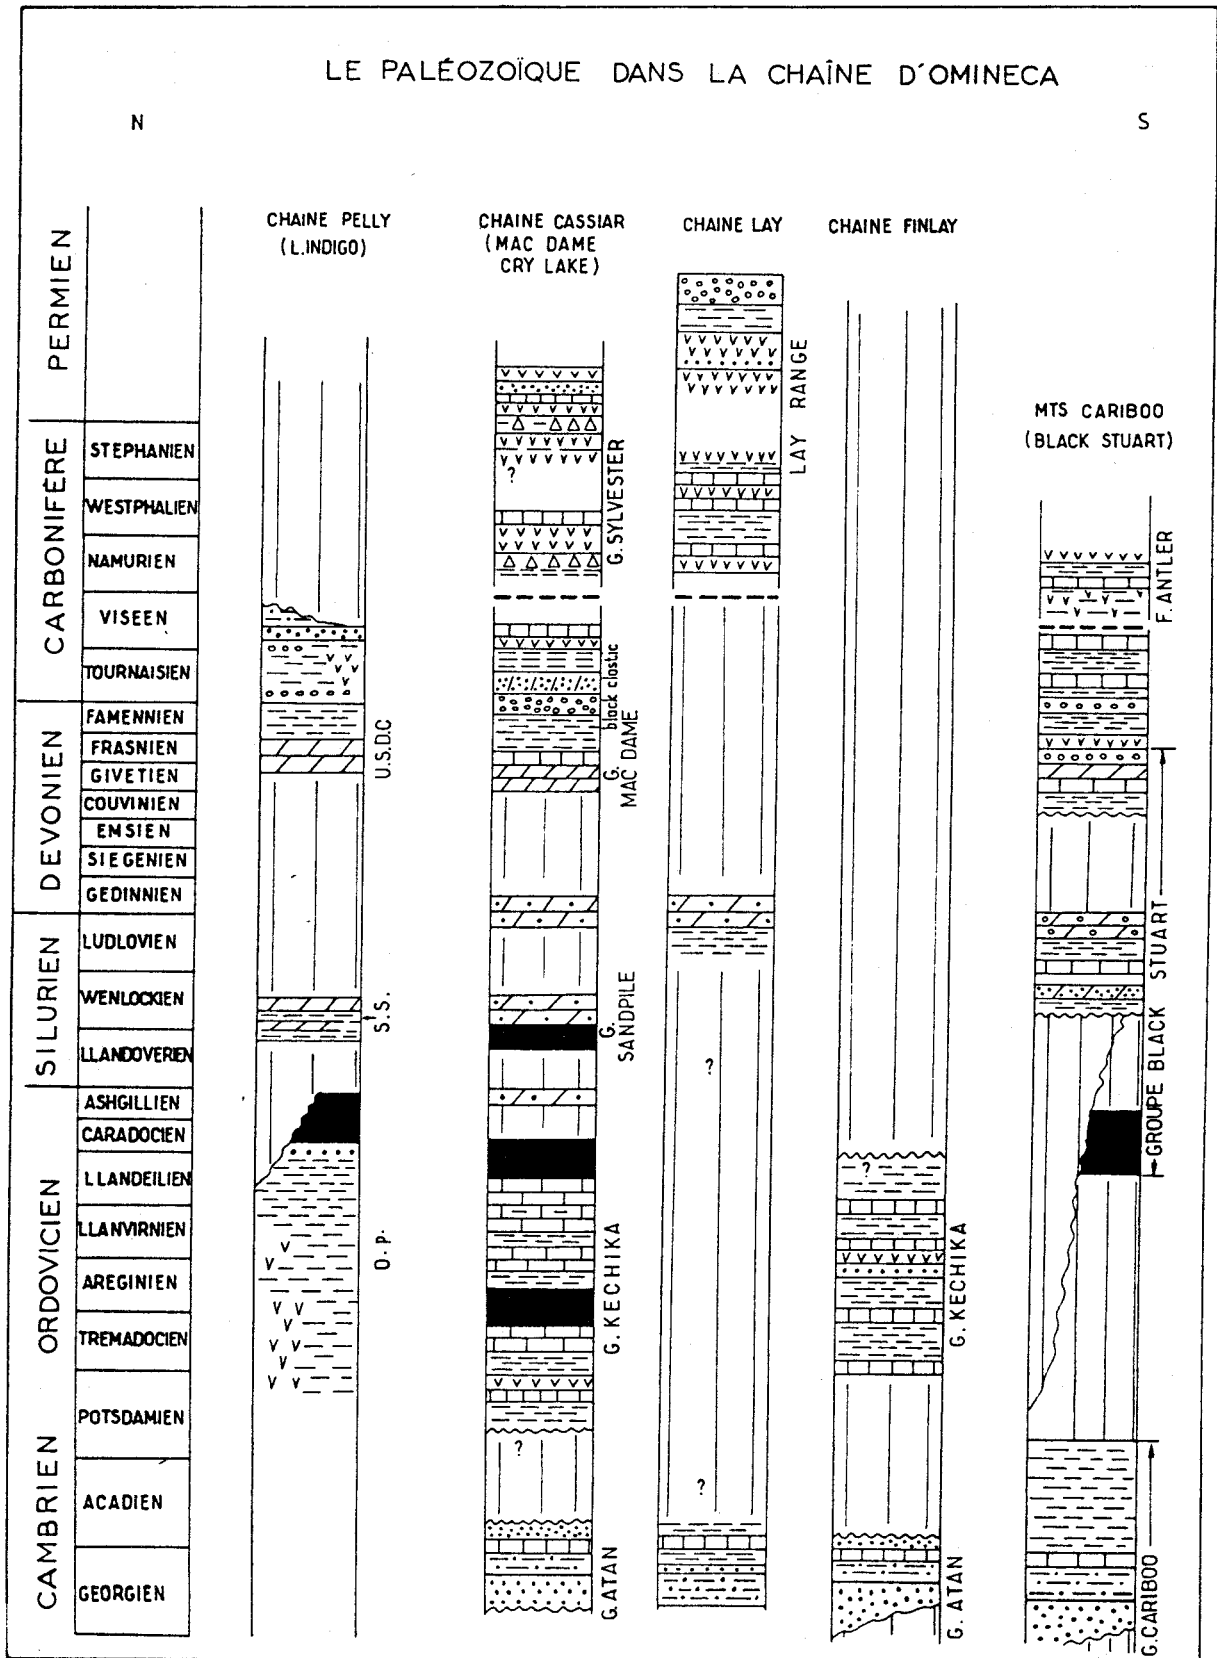 LE PALÉOZOÏQUE DANS LA CHAÎNE D'OMINECA
N
S
CHAINE PELLY
(L.INDIGO)
CHAINE CASSIAR
(MAC DAME
CRY LAKE)
CHAINE LAY
CHAINE FINLAY
MTS CARIBOO
(BLACK STUART)
PERMIEN
CARBONIFÉRE
STEPHANIEN
WESTPHALIEN
NAMURIEN
VISEEN
TOURNAISIEN
DEVONIEN
FAMENNIEN
FRASNIEN
GIVETIEN
COUVINIEN
EMSIEN
SIEGENIEN
GEDINNIEN
SILURIEN
LUDLOVIEN
WENLOCKIEN
LLANDOVERIEN
ORDOVICIEN
ASHGILLIEN
CARADOCIEN
LLANDEILIEN
LLANVIRNIEN
AREGINIEN
TREMADOCIEN
CAMBRIEN
POTSDAMIEN
ACADIEN
GEORGIEN
U.S.D.C
S.S.
O.P.
?
G.SYLVESTER
black clastic
G.
MAC DAME
G.
SANDPILE
G. KECHIKA
?
G.ATAN
LAY RANGE
?
?
?
G. KECHIKA
G. ATAN
F. ANTLER
GROUPE BLACK STUART
G.CARIBOO